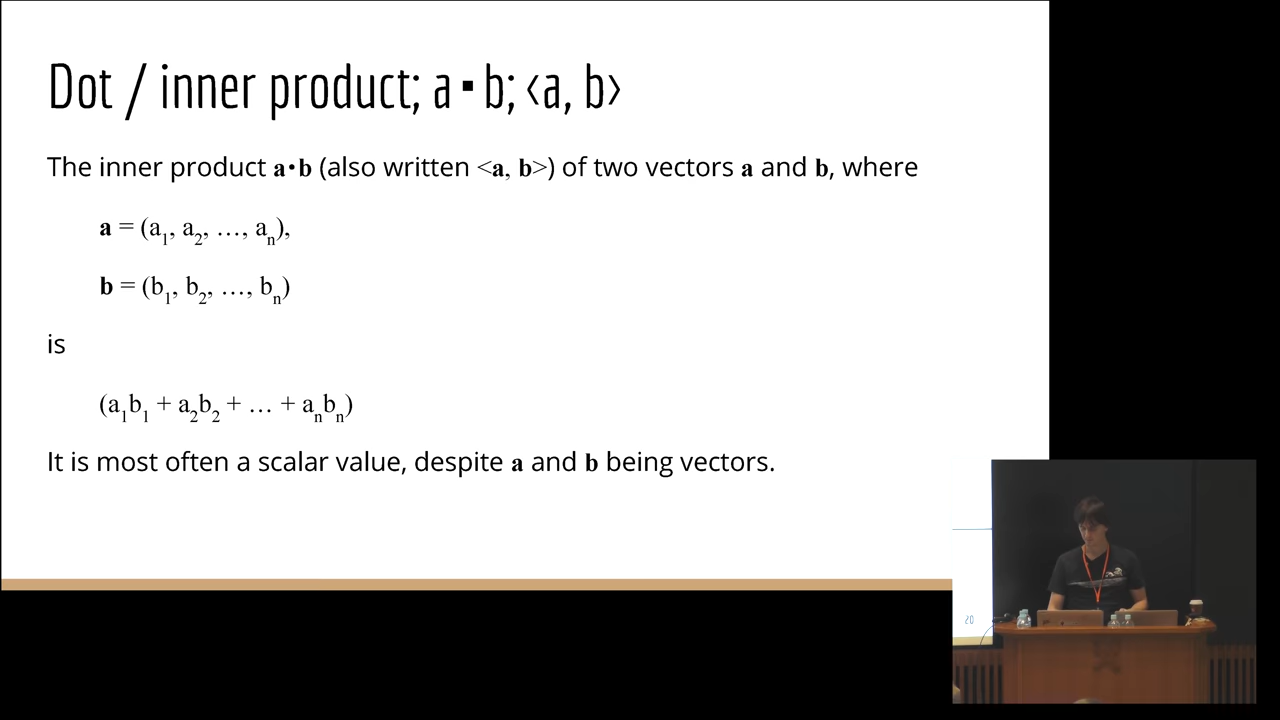 Dot / inner product; a ▪ b; ‹a, b›
The inner product a·b (also written <a, b>) of two vectors a and b, where
a = (a₁, a₂, …, aₙ),
b = (b₁, b₂, …, bₙ)
is
(a₁b₁ + a₂b₂ + … + aₙbₙ)
It is most often a scalar value, despite a and b being vectors.
20